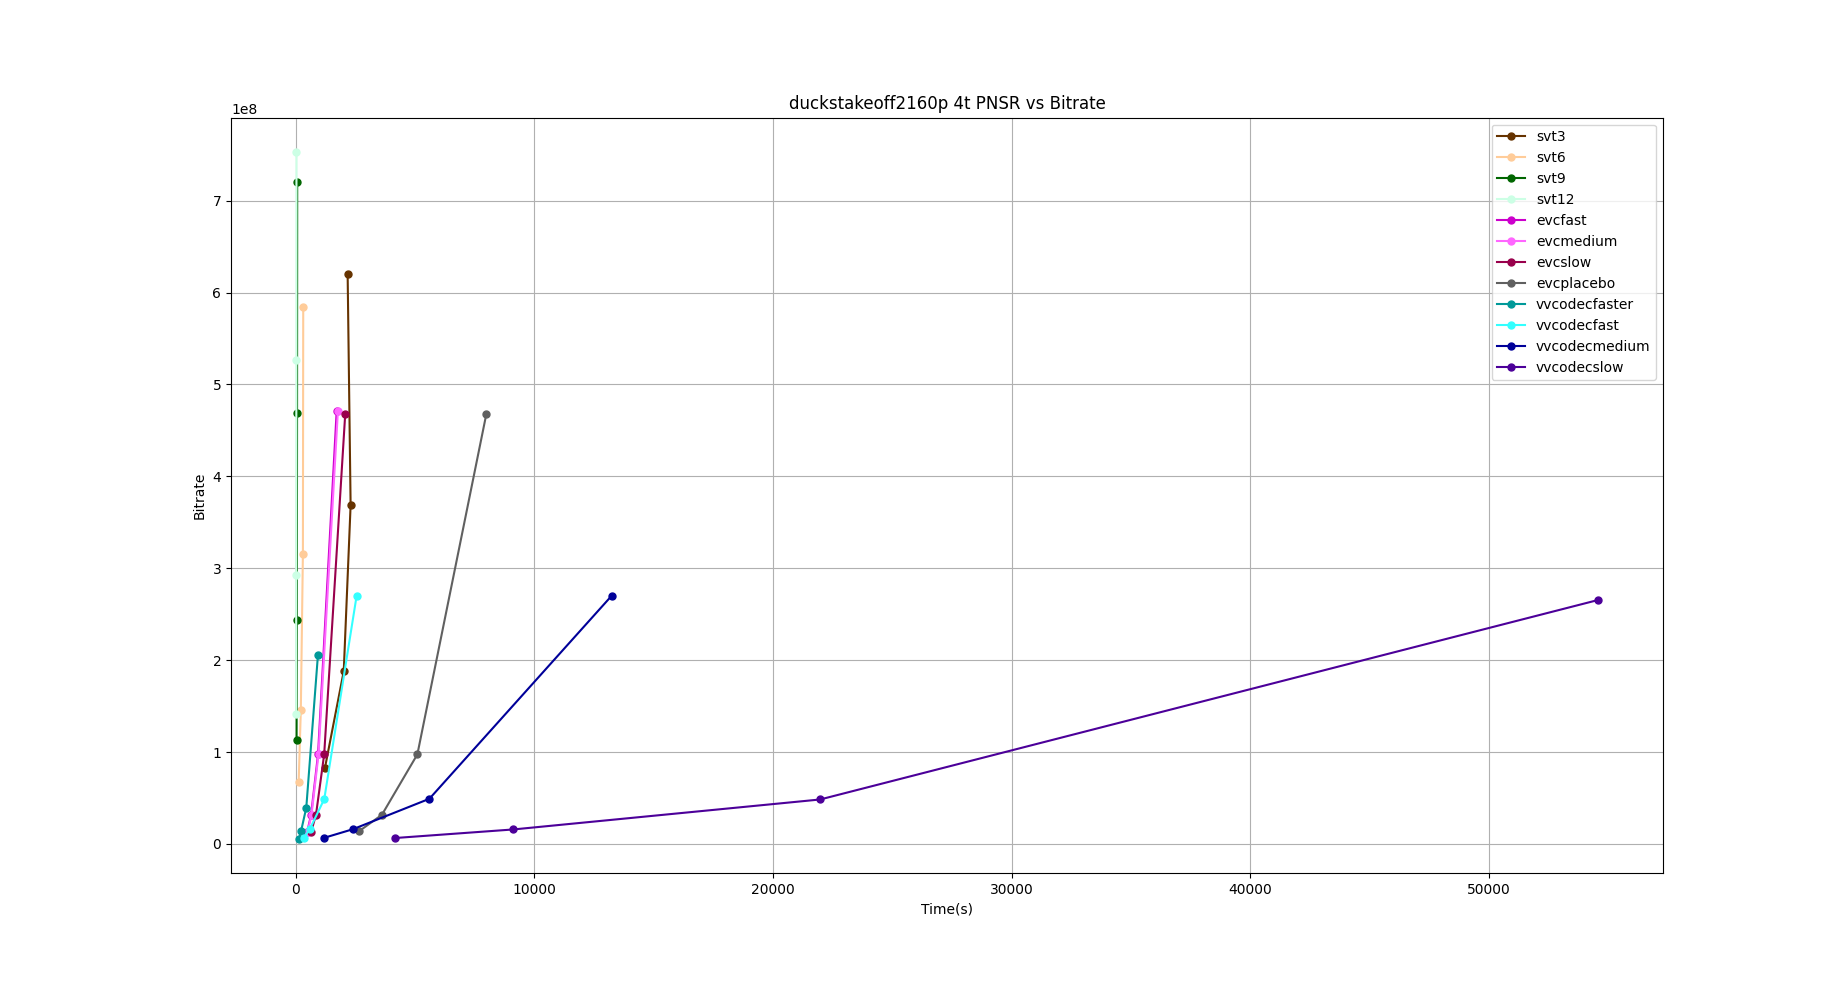 duckstakeoff2160p 4t PNSR vs Bitrate
1e8
7
6
5
4
3
2
1
0
Bitrate
0 10000 20000 30000 40000 50000
Time(s)
svt3
svt6
svt9
svt12
evcfast
evcmedium
evcslow
evcplacebo
vvcodecfaster
vvcodecfast
vvcodecmedium
vvcodecslow